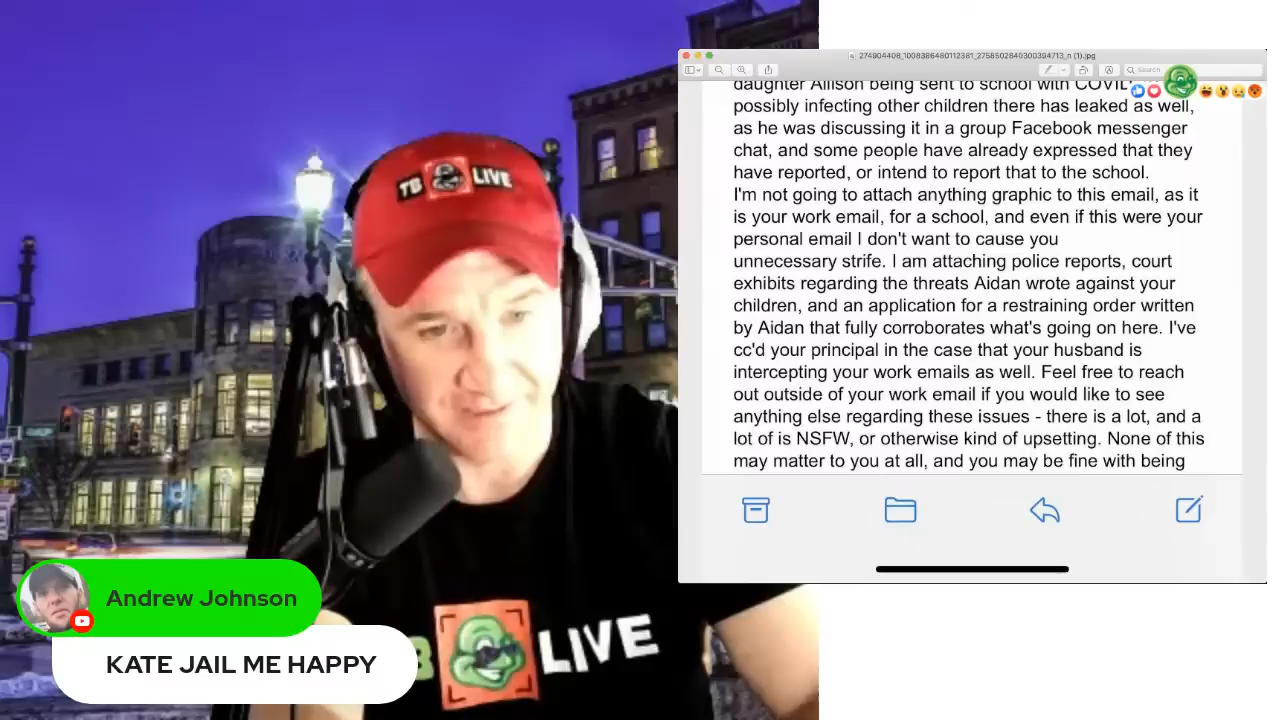 TB LIVE
274904408_1008386480112381_2758502840300394713_n (1).jpg
Search
daughter Allison being sent to school with COVID
possibly infecting other children there has leaked as well,
as he was discussing it in a group Facebook messenger
chat, and some people have already expressed that they
have reported, or intend to report that to the school.
I'm not going to attach anything graphic to this email, as it
is your work email, for a school, and even if this were your
personal email I don't want to cause you
unnecessary strife. I am attaching police reports, court
exhibits regarding the threats Aidan wrote against your
children, and an application for a restraining order written
by Aidan that fully corroborates what's going on here. I've
cc'd your principal in the case that your husband is
intercepting your work emails as well. Feel free to reach
out outside of your work email if you would like to see
anything else regarding these issues - there is a lot, and a
lot of is NSFW, or otherwise kind of upsetting. None of this
may matter to you at all, and you may be fine with being
Andrew Johnson
KATE JAIL ME HAPPY
B LIVE